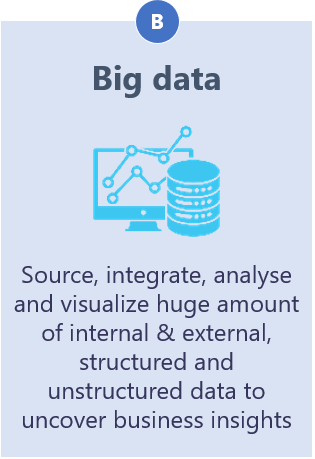 B
Big data
Source, integrate, analyse
and visualize huge amount
of internal & external,
structured and
unstructured data to
uncover business insights